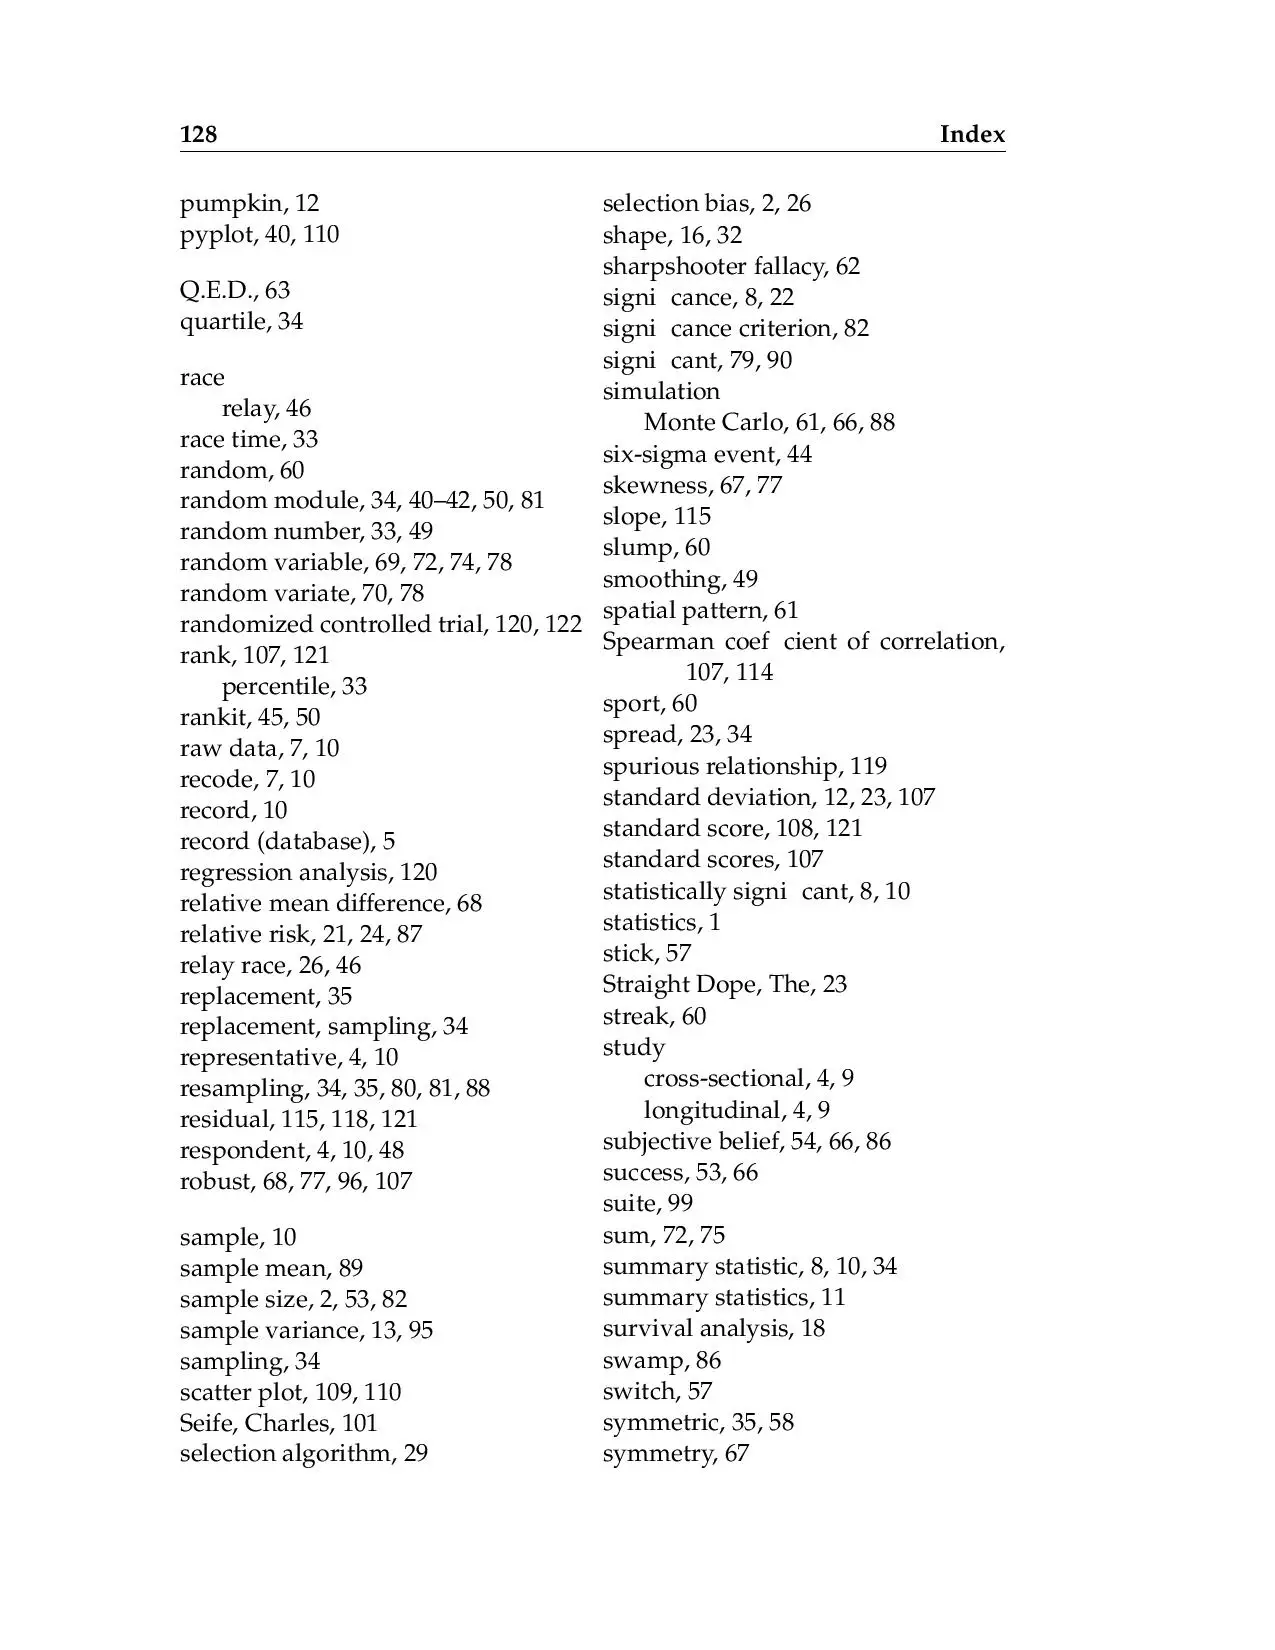 128 Index
pumpkin, 12
pyplot, 40, 110
Q.E.D., 63
quartile, 34
race
relay, 46
race time, 33
random, 60
random module, 34, 40–42, 50, 81
random number, 33, 49
random variable, 69, 72, 74, 78
random variate, 70, 78
randomized controlled trial, 120, 122
rank, 107, 121
percentile, 33
rankit, 45, 50
raw data, 7, 10
recode, 7, 10
record, 10
record (database), 5
regression analysis, 120
relative mean difference, 68
relative risk, 21, 24, 87
relay race, 26, 46
replacement, 35
replacement, sampling, 34
representative, 4, 10
resampling, 34, 35, 80, 81, 88
residual, 115, 118, 121
respondent, 4, 10, 48
robust, 68, 77, 96, 107
sample, 10
sample mean, 89
sample size, 2, 53, 82
sample variance, 13, 95
sampling, 34
scatter plot, 109, 110
Seife, Charles, 101
selection algorithm, 29
selection bias, 2, 26
shape, 16, 32
sharpshooter fallacy, 62
signi cance, 8, 22
signi cance criterion, 82
signi cant, 79, 90
simulation
Monte Carlo, 61, 66, 88
six-sigma event, 44
skewness, 67, 77
slope, 115
slump, 60
smoothing, 49
spatial pattern, 61
Spearman coef cient of correlation,
107, 114
sport, 60
spread, 23, 34
spurious relationship, 119
standard deviation, 12, 23, 107
standard score, 108, 121
standard scores, 107
statistically signi cant, 8, 10
statistics, 1
stick, 57
Straight Dope, The, 23
streak, 60
study
cross-sectional, 4, 9
longitudinal, 4, 9
subjective belief, 54, 66, 86
success, 53, 66
suite, 99
sum, 72, 75
summary statistic, 8, 10, 34
summary statistics, 11
survival analysis, 18
swamp, 86
switch, 57
symmetric, 35, 58
symmetry, 67